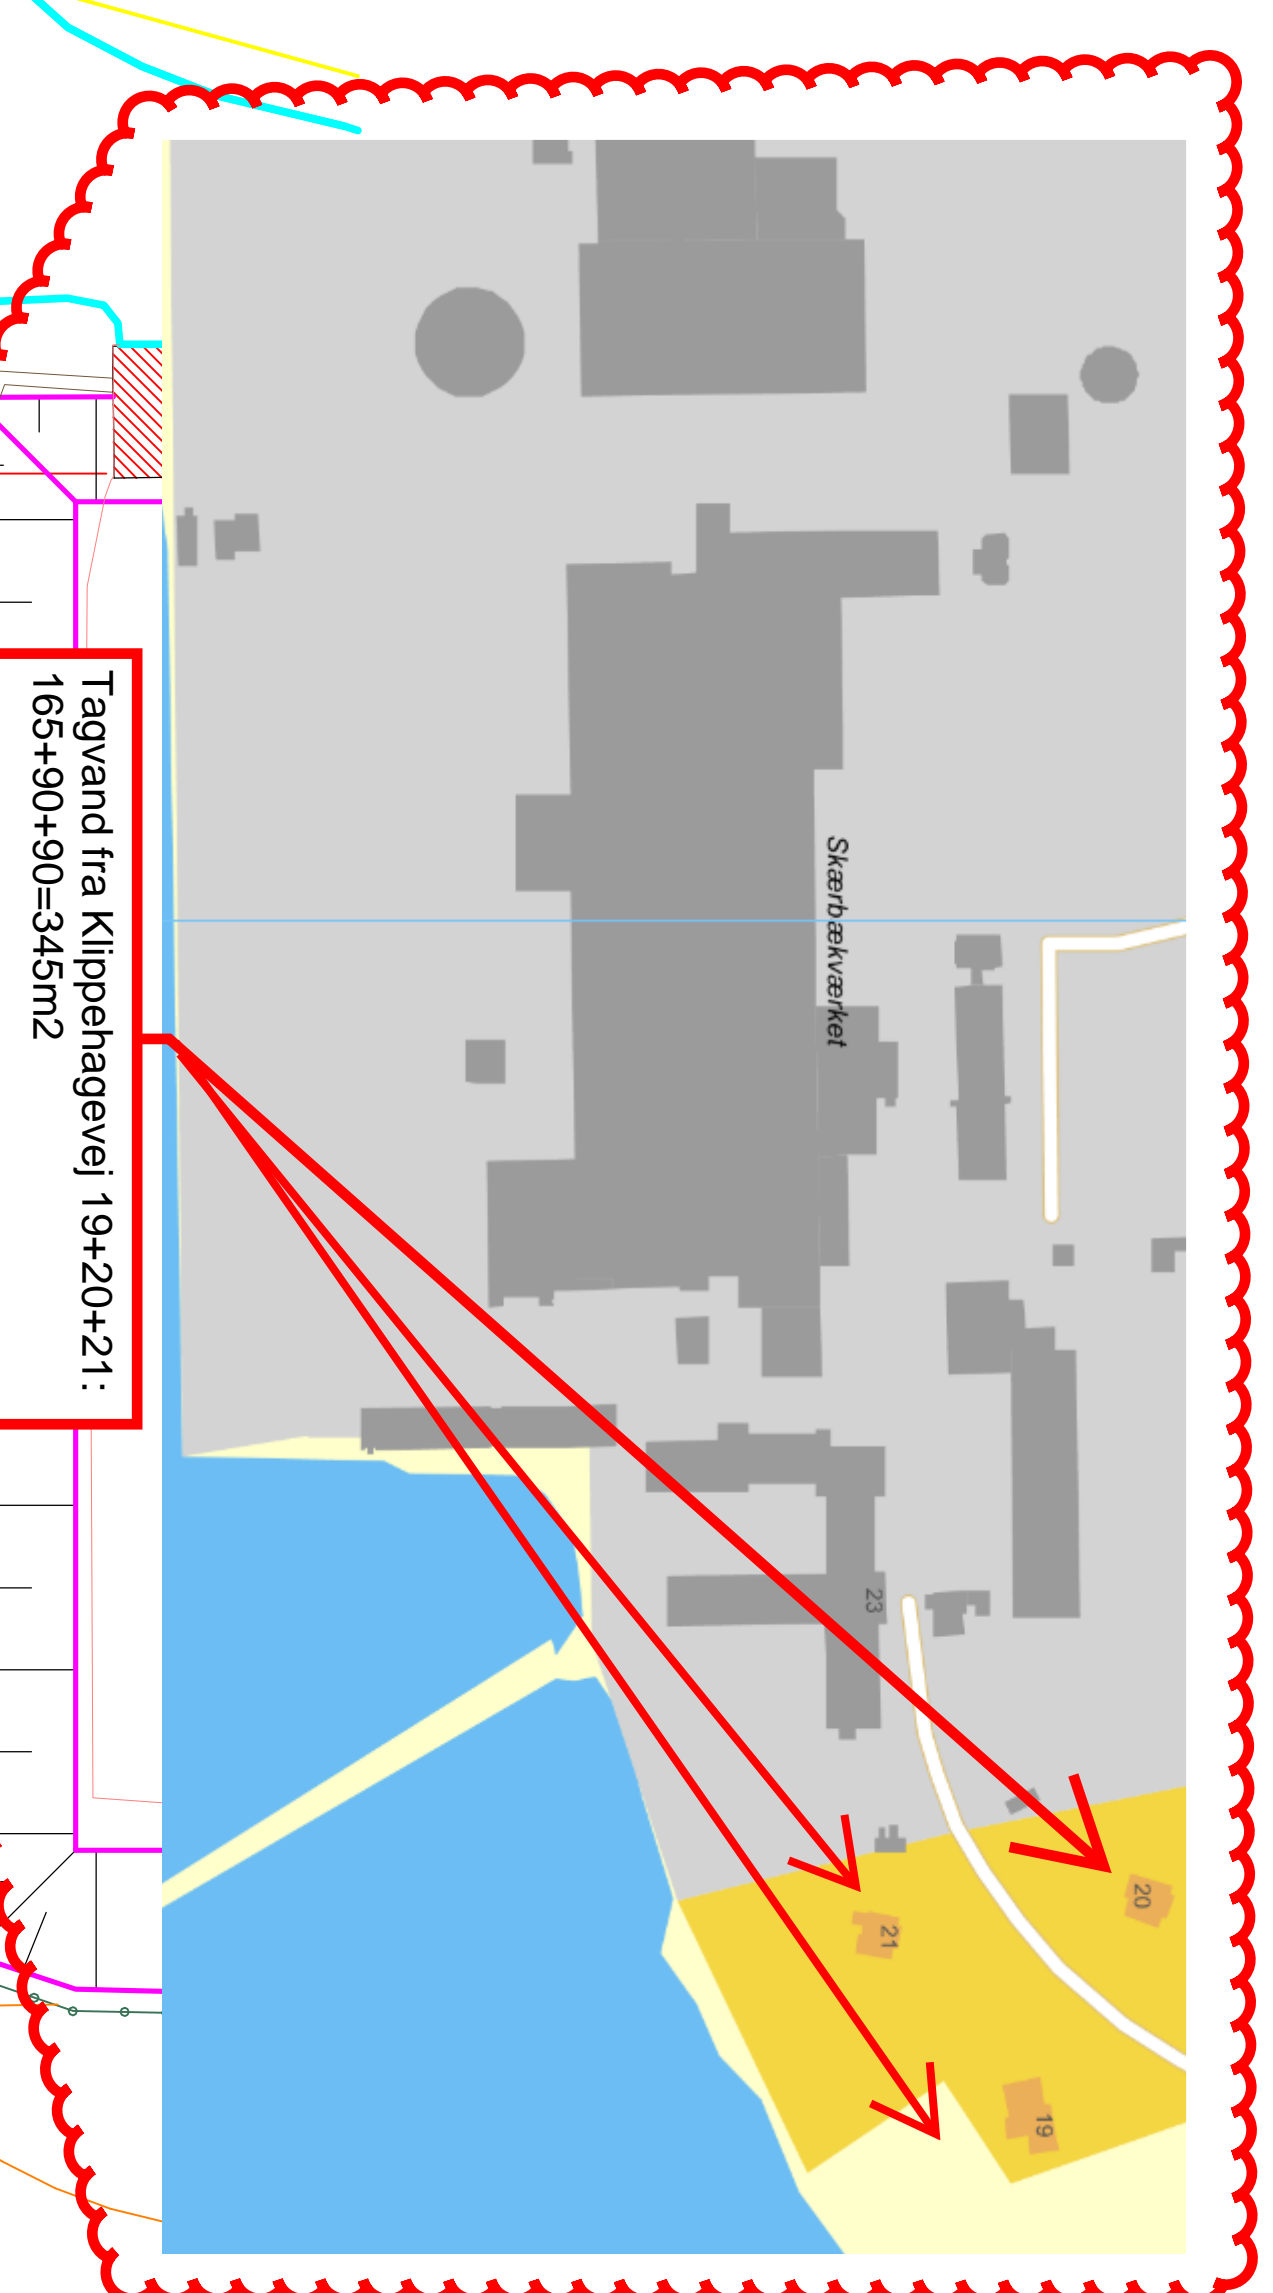 Tagvand fra Klippehagevej 19+20+21:
165+90+90=345m2
Skærbækværket
23
20
21
19